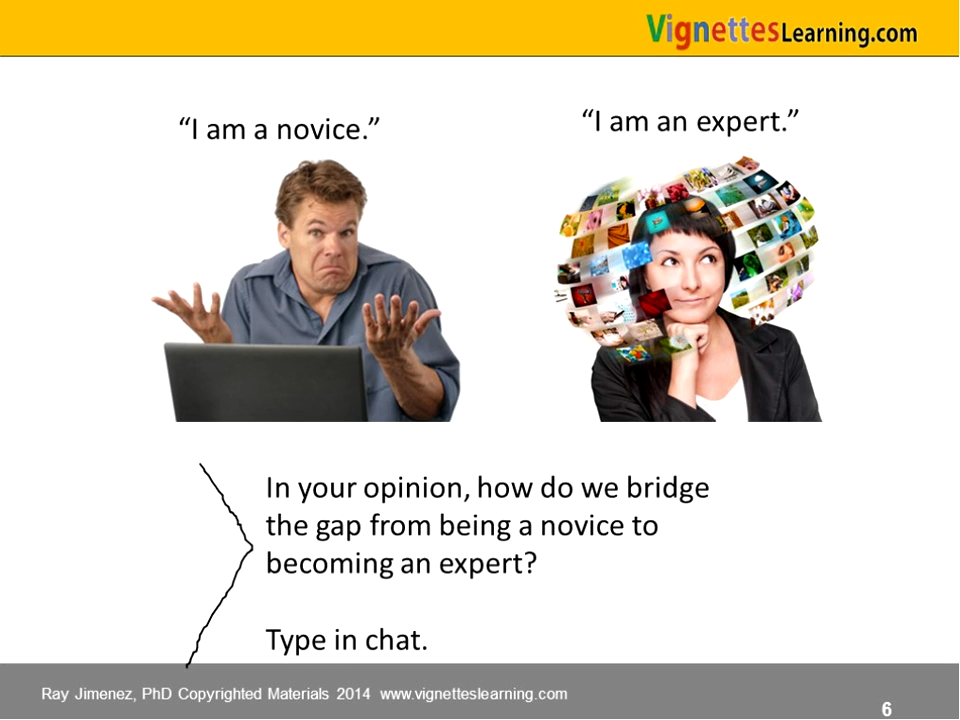 VignettesLearning.com
“I am a novice.”
“I am an expert.”
In your opinion, how do we bridge
the gap from being a novice to
becoming an expert?
Type in chat.
Ray Jimenez, PhD Copyrighted Materials 2014 www.vignetteslearning.com
6